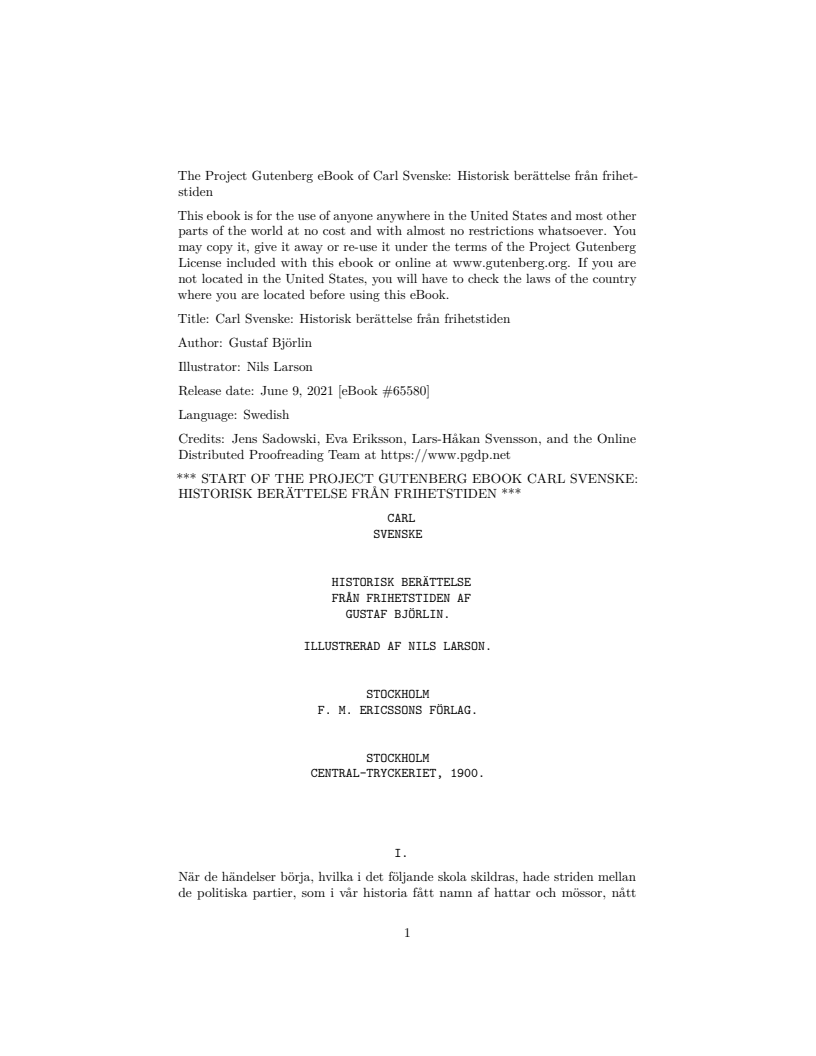 The Project Gutenberg eBook of Carl Svenske: Historisk berättelse från frihet-
stiden
This ebook is for the use of anyone anywhere in the United States and most other
parts of the world at no cost and with almost no restrictions whatsoever. You
may copy it, give it away or re-use it under the terms of the Project Gutenberg
License included with this ebook or online at www.gutenberg.org. If you are
not located in the United States, you will have to check the laws of the country
where you are located before using this eBook.
Title: Carl Svenske: Historisk berättelse från frihetstiden
Author: Gustaf Björlin
Illustrator: Nils Larson
Release date: June 9, 2021 [eBook #65580]
Language: Swedish
Credits: Jens Sadowski, Eva Eriksson, Lars-Håkan Svensson, and the Online
Distributed Proofreading Team at https://www.pgdp.net
*** START OF THE PROJECT GUTENBERG EBOOK CARL SVENSKE:
HISTORISK BERÄTTELSE FRÅN FRIHETSTIDEN ***
CARL
SVENSKE
HISTORISK BERÄTTELSE
FRÅN FRIHETSTIDEN AF
GUSTAF BJÖRLIN.
ILLUSTRERAD AF NILS LARSON.
STOCKHOLM
F. M. ERICSSONS FÖRLAG.
STOCKHOLM
CENTRAL-TRYCKERIET, 1900.
I.
När de händelser börja, hvilka i det följande skola skildras, hade striden mellan
de politiska partier, som i vår historia fått namn af hattar och mössor, nått
1